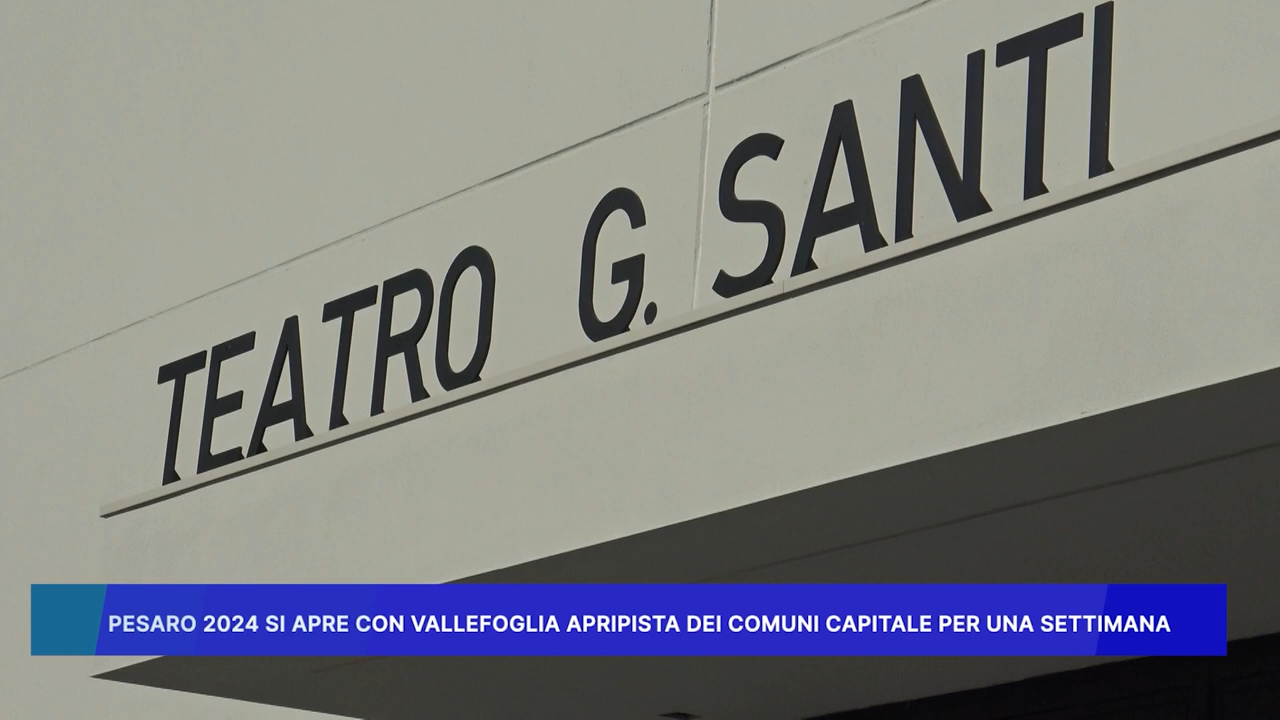 TEATRO G. SANTI
PESARO 2024 SI APRE CON VALLEFOGLIA APRIPISTA DEI COMUNI CAPITALE PER UNA SETTIMANA